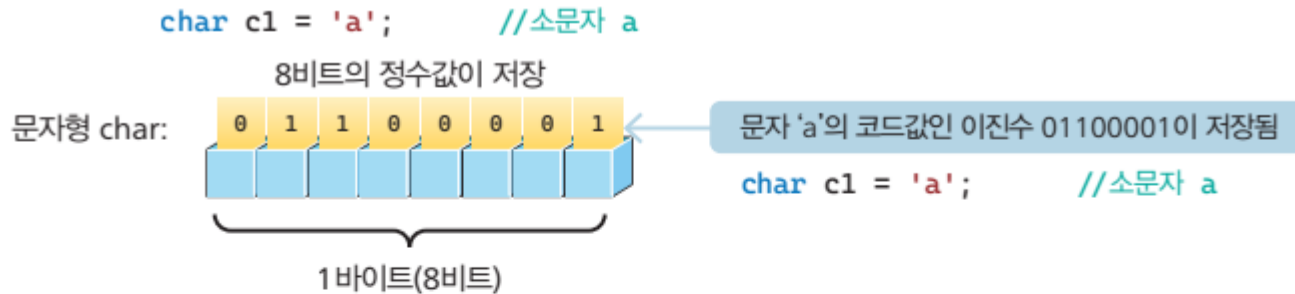 char c1 = 'a'; //소문자 a
8비트의 정수값이 저장
문자형 char: 0 1 1 0 0 0 0 1
문자 ‘a’의 코드값인 이진수 01100001이 저장됨
char c1 = 'a'; //소문자 a
1바이트(8비트)